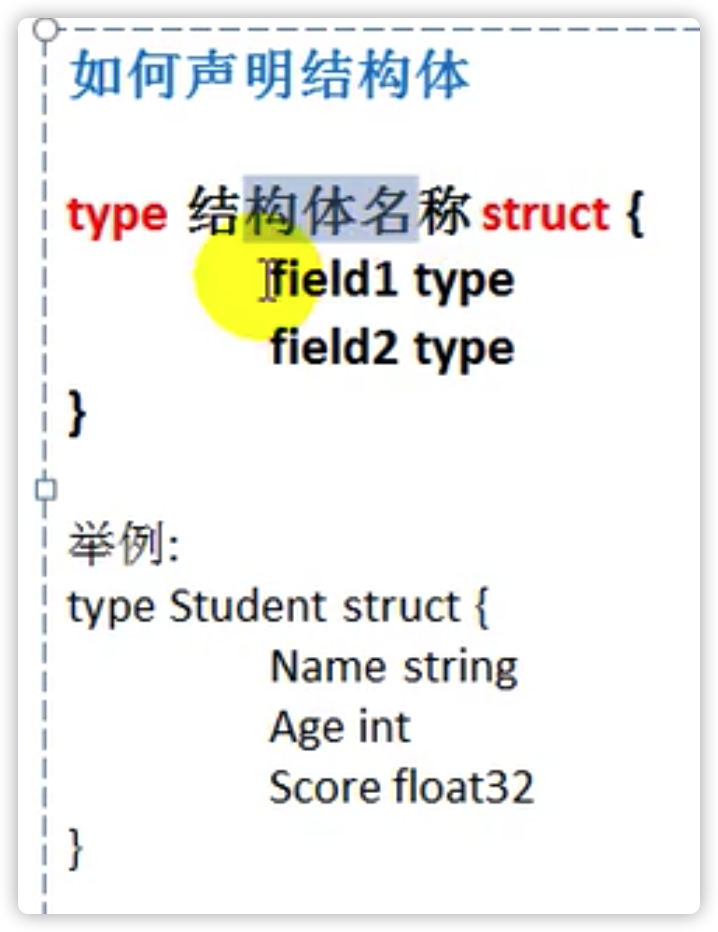 如何声明结构体
type 结构体名称 struct {
field1 type
field2 type
}
举例:
type Student struct {
Name string
Age int
Score float32
}